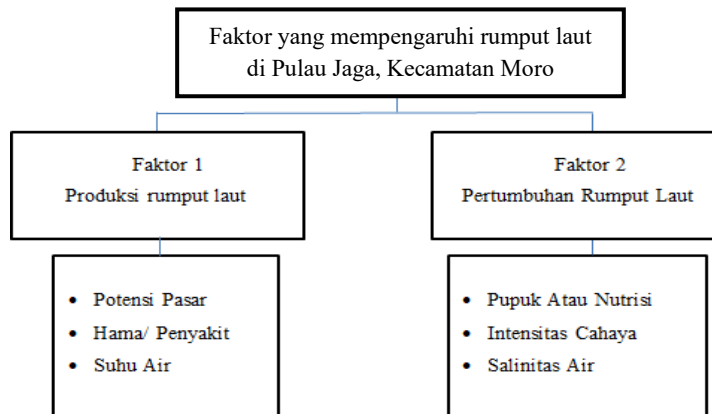 Faktor yang mempengaruhi rumput laut
di Pulau Jaga, Kecamatan Moro
Faktor 1
Produksi rumput laut
Faktor 2
Pertumbuhan Rumput Laut
• Potensi Pasar
• Hama/ Penyakit
• Suhu Air
• Pupuk Atau Nutrisi
• Intensitas Cahaya
• Salinitas Air